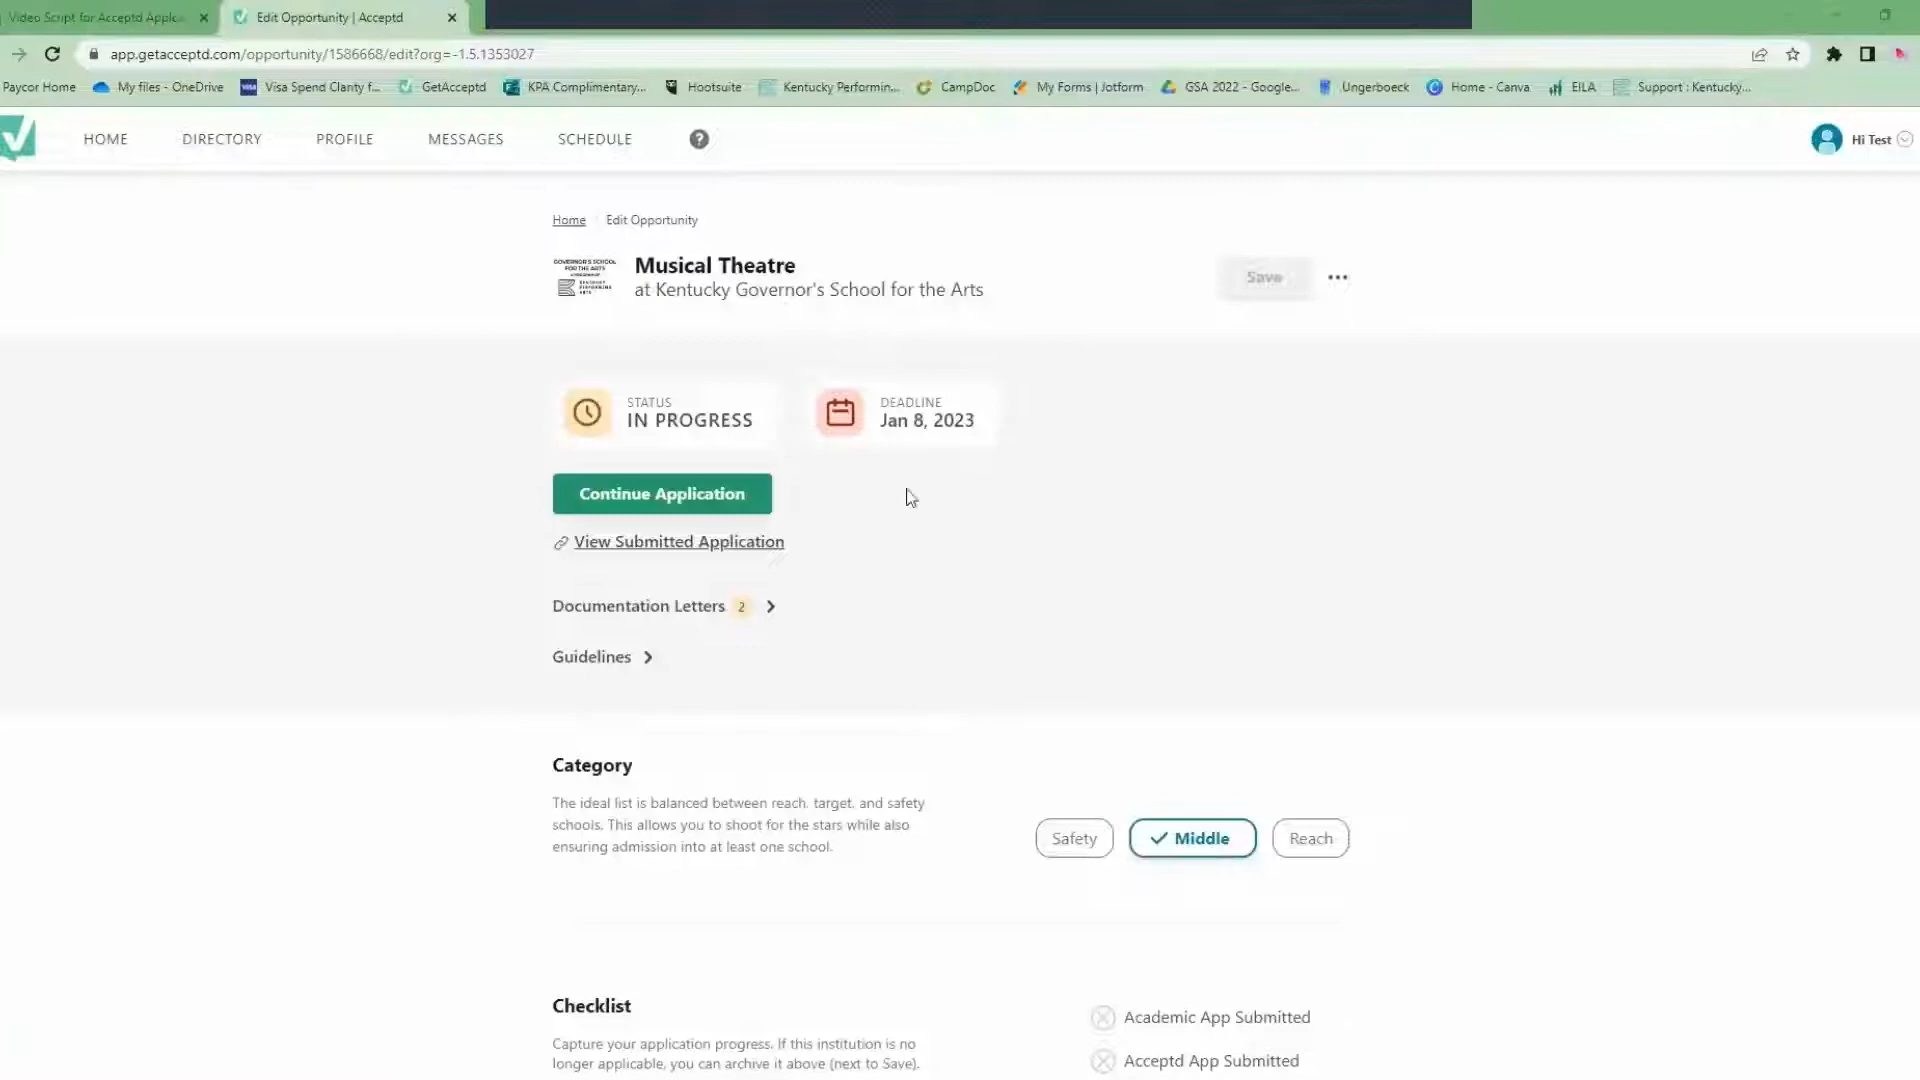 Video Script for Acceptd Applic
Edit Opportunity | Acceptd
app.getacceptd.com/opportunity/1586668/edit?org=-1.5.1353027
Paycor Home
My files - OneDrive
VISA
Visa Spend Clarity f...
GetAcceptd
KPA Complimentary...
Hootsuite
Kentucky Performin...
CampDoc
My Forms | Jotform
GSA 2022 - Google...
Ungerboeck
Home - Canva
EILA
Support : Kentucky...
HOME
DIRECTORY
PROFILE
MESSAGES
SCHEDULE
?
Hi Test
Home
Edit Opportunity
GOVERNOR'S SCHOOL
FOR THE ARTS
Musical Theatre
at Kentucky Governor's School for the Arts
Save
STATUS
IN PROGRESS
DEADLINE
Jan 8, 2023
Continue Application
View Submitted Application
Documentation Letters 2
Guidelines
Category
The ideal list is balanced between reach, target, and safety
schools. This allows you to shoot for the stars while also
ensuring admission into at least one school.
Safety
Middle
Reach
Checklist
Capture your application progress. If this institution is no
longer applicable, you can archive it above (next to Save).
Academic App Submitted
Acceptd App Submitted